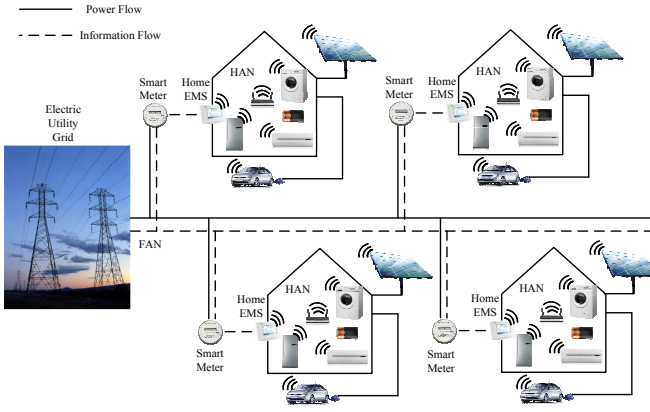 Power Flow
Information Flow
Electric
Utility
Grid
Smart
Meter
Home
EMS
HAN
Smart
Meter
Home
EMS
HAN
FAN
Smart
Meter
Home
EMS
HAN
Smart
Meter
Home
EMS
HAN